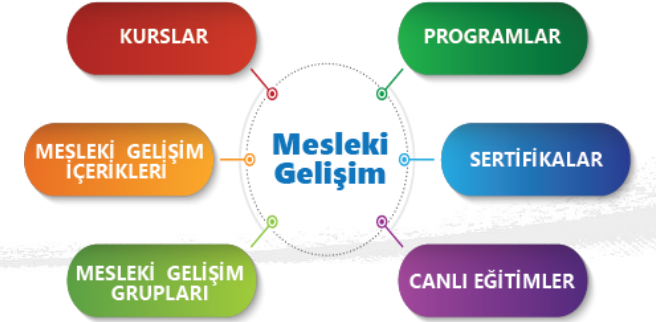 KURSLAR
PROGRAMLAR
MESLEKİ GELİŞİM
İÇERİKLERİ
Mesleki
Gelişim
SERTİFİKALAR
MESLEKİ GELİŞİM
GRUPLARI
CANLI EĞİTİMLER